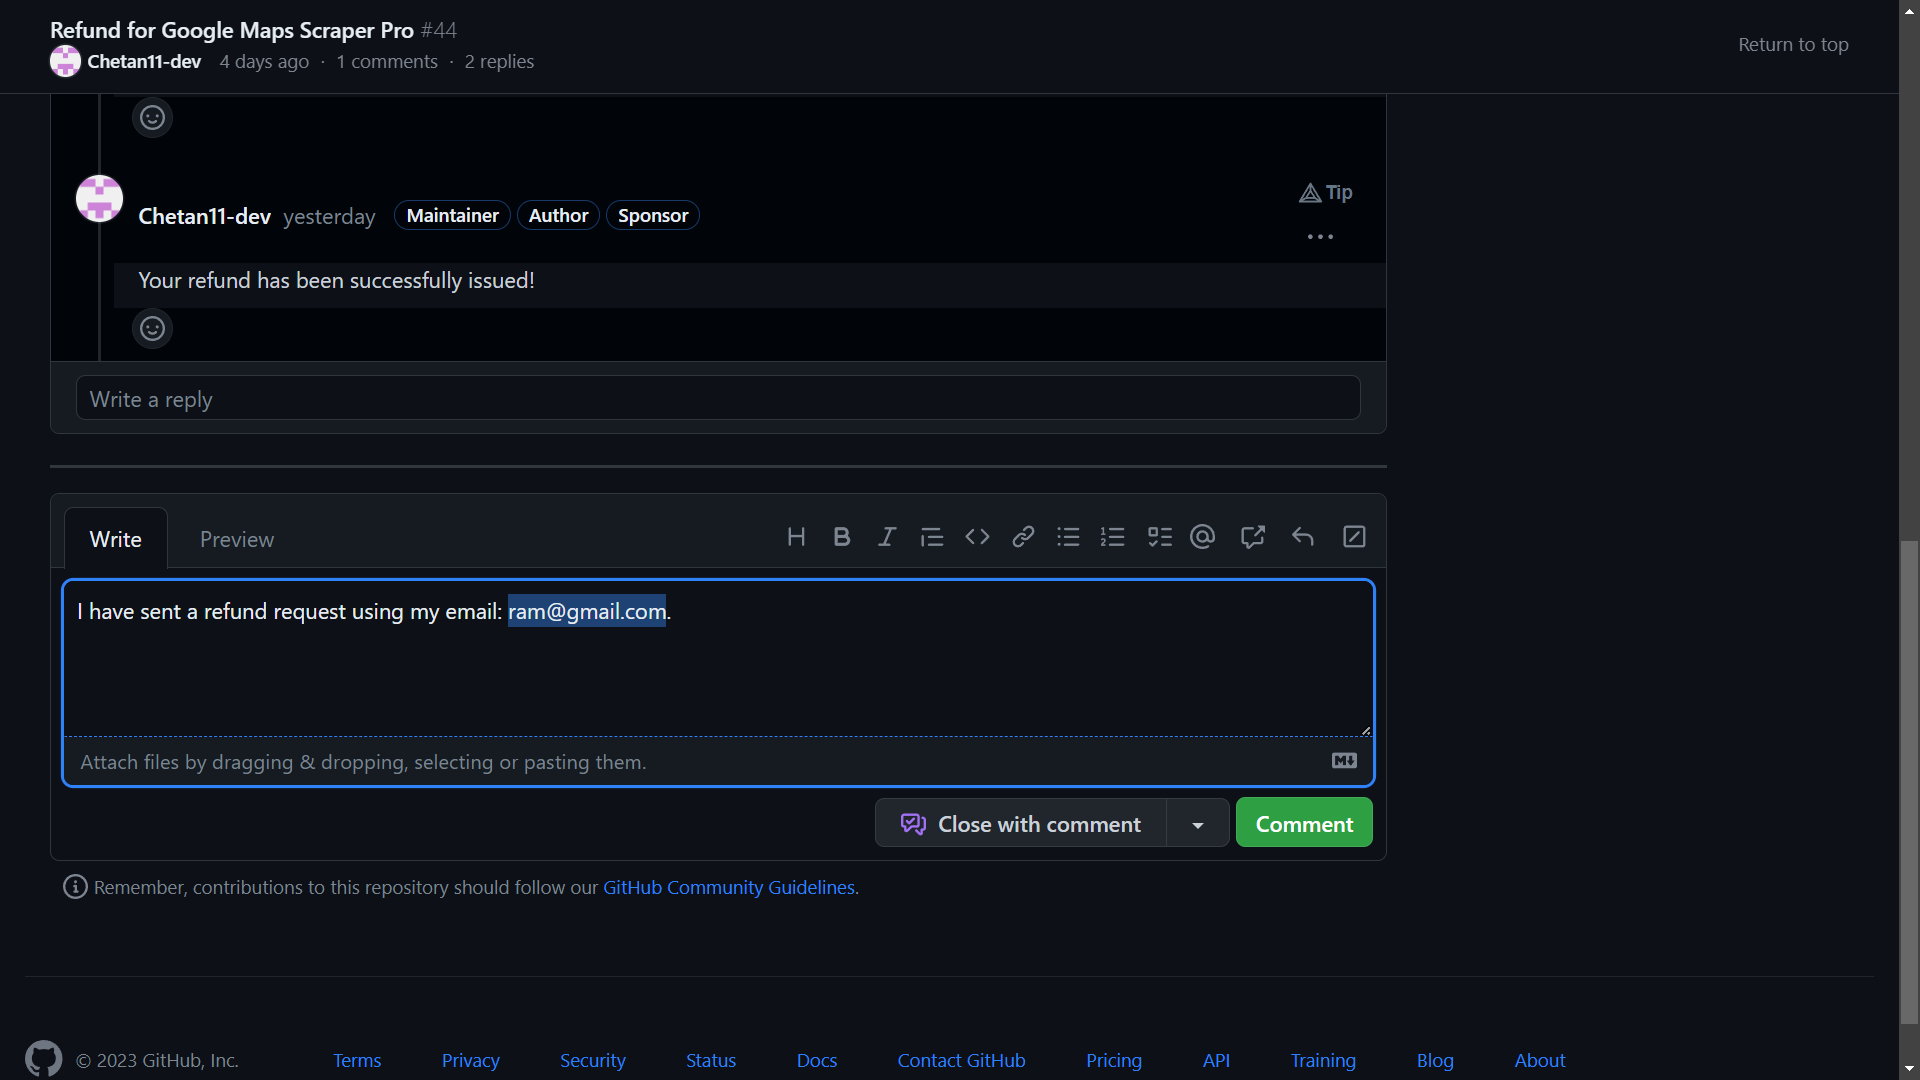 Refund for Google Maps Scraper Pro #44
Chetan11-dev 4 days ago · 1 comments · 2 replies
Return to top
Tip
Chetan11-dev yesterday Maintainer Author Sponsor
Your refund has been successfully issued!
Write a reply
Write Preview
I have sent a refund request using my email: ram@gmail.com.
Attach files by dragging & dropping, selecting or pasting them.
Close with comment Comment
Remember, contributions to this repository should follow our GitHub Community Guidelines.
© 2023 GitHub, Inc. Terms Privacy Security Status Docs Contact GitHub Pricing API Training Blog About